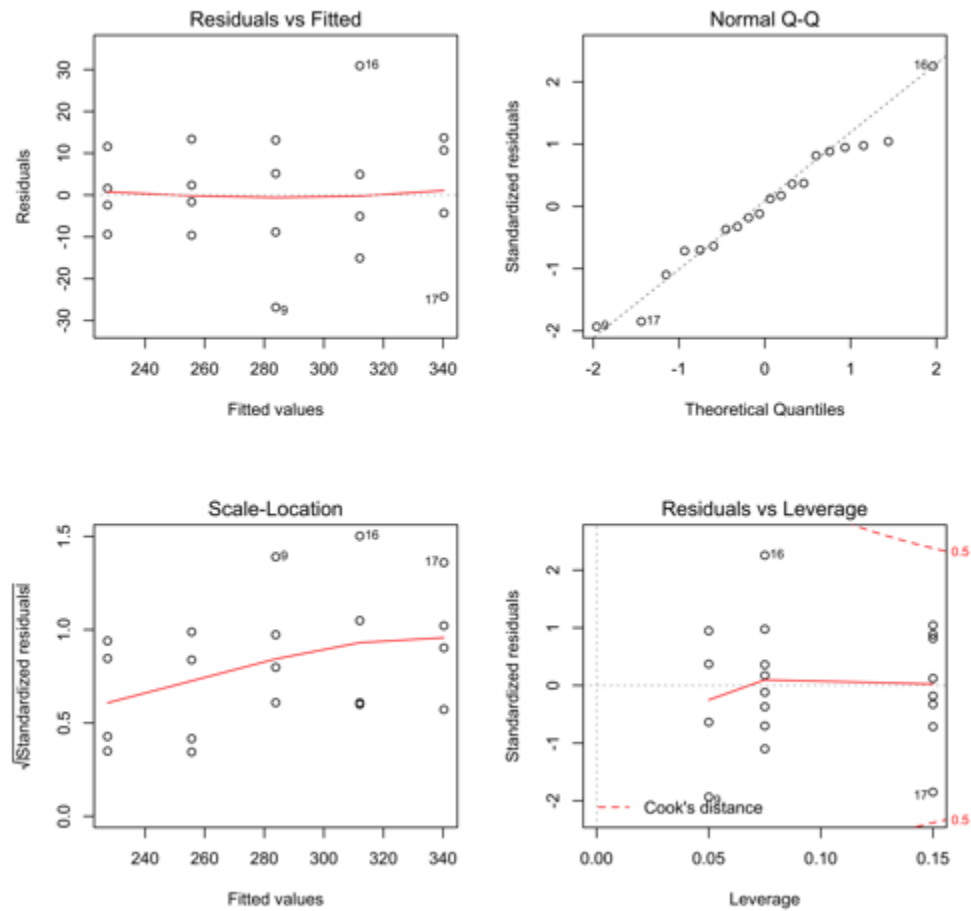 Residuals vs Fitted
30
20
10
0
-10
-20
-30
Residuals
16
9
17
240 260 280 300 320 340
Fitted values
Normal Q-Q
2
1
0
-1
-2
Standardized residuals
16
9
17
-2 -1 0 1 2
Theoretical Quantiles
Scale-Location
1.5
1.0
0.5
0.0
√|Standardized residuals|
9
16
17
240 260 280 300 320 340
Fitted values
Residuals vs Leverage
2
1
0
-1
-2
Standardized residuals
16
0.5
9
17
Cook's distance
0.5
0.00 0.05 0.10 0.15
Leverage